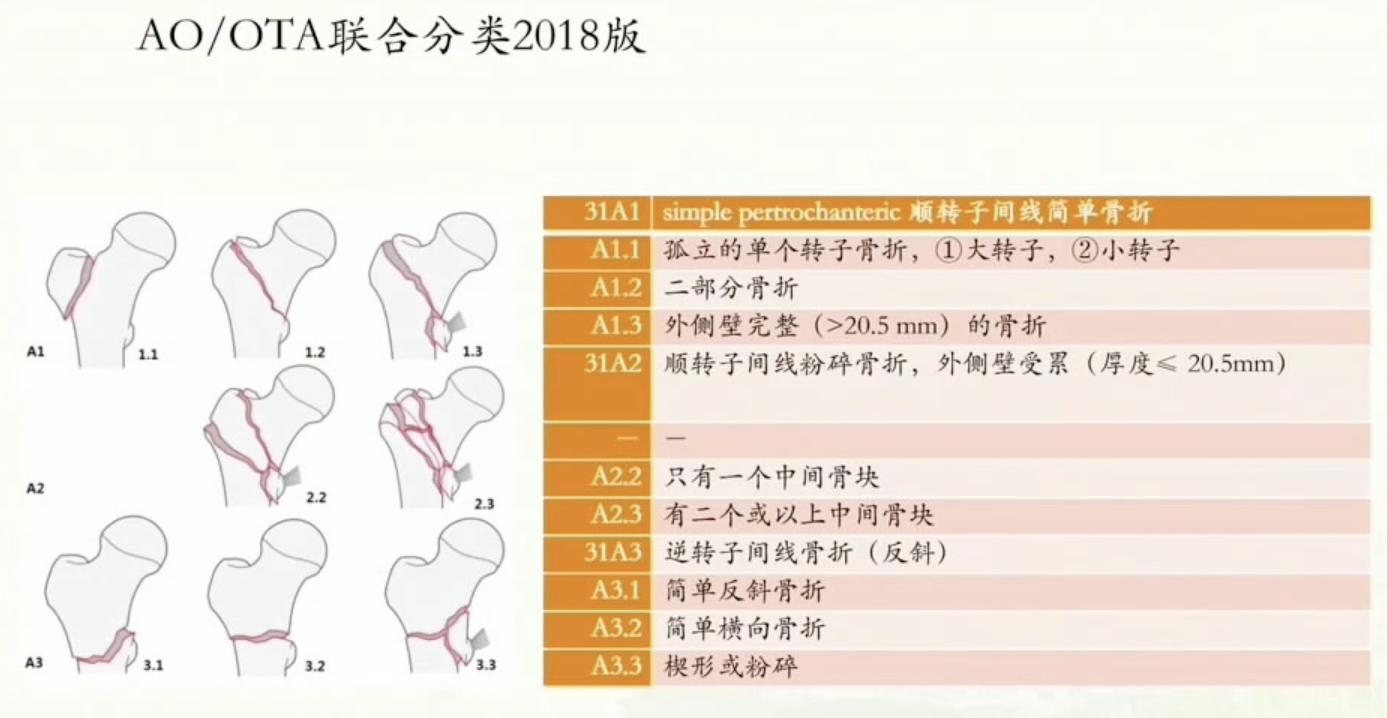 AO/OTA联合分类2018版
A1
1.1
1.2
1.3
A2
2.2
2.3
A3
3.1
3.2
3.3
31A1 simple pertrochanteric 顺转子间线简单骨折
A1.1 孤立的单个转子骨折，①大转子，②小转子
A1.2 二部分骨折
A1.3 外侧壁完整（>20.5 mm）的骨折
31A2 顺转子间线粉碎骨折，外侧壁受累（厚度≤ 20.5mm）
— —
A2.2 只有一个中间骨块
A2.3 有二个或以上中间骨块
31A3 逆转子间线骨折（反斜）
A3.1 简单反斜骨折
A3.2 简单横向骨折
A3.3 楔形或粉碎